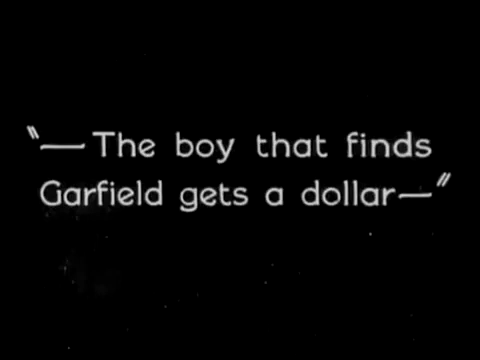 "—The boy that finds
Garfield gets a dollar—"